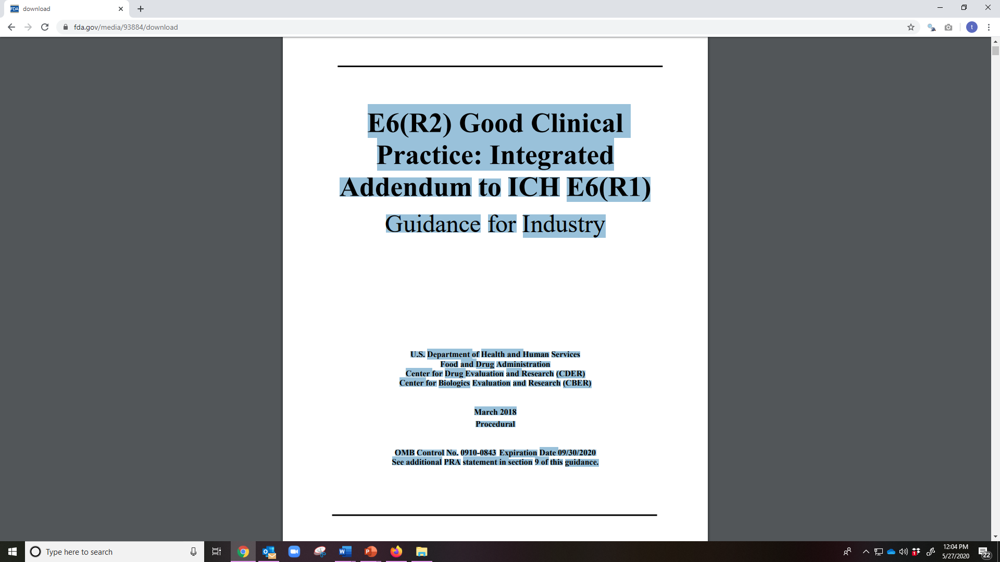 FDA download
fda.gov/media/93884/download
t
E6(R2) Good Clinical
Practice: Integrated
Addendum to ICH E6(R1)
Guidance for Industry
U.S. Department of Health and Human Services
Food and Drug Administration
Center for Drug Evaluation and Research (CDER)
Center for Biologics Evaluation and Research (CBER)
March 2018
Procedural
OMB Control No. 0910-0843 Expiration Date 09/30/2020
See additional PRA statement in section 9 of this guidance.
Type here to search
12:04 PM
5/27/2020
22